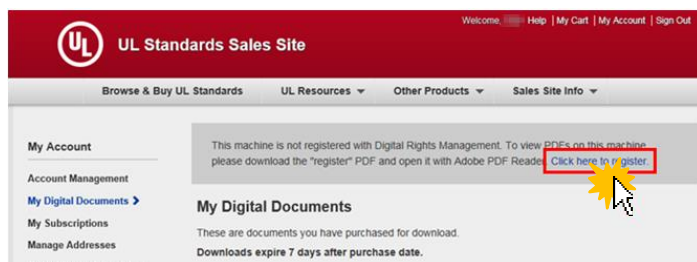 Welcome, Help | My Cart | My Account | Sign Out
UL UL Standards Sales Site
Browse & Buy UL Standards UL Resources Other Products Sales Site Info
My Account
Account Management
My Digital Documents
My Subscriptions
Manage Addresses
This machine is not registered with Digital Rights Management. To view PDFs on this machine
please download the "register" PDF and open it with Adobe PDF Reader. Click here to register.
My Digital Documents
These are documents you have purchased for download.
Downloads expire 7 days after purchase date.